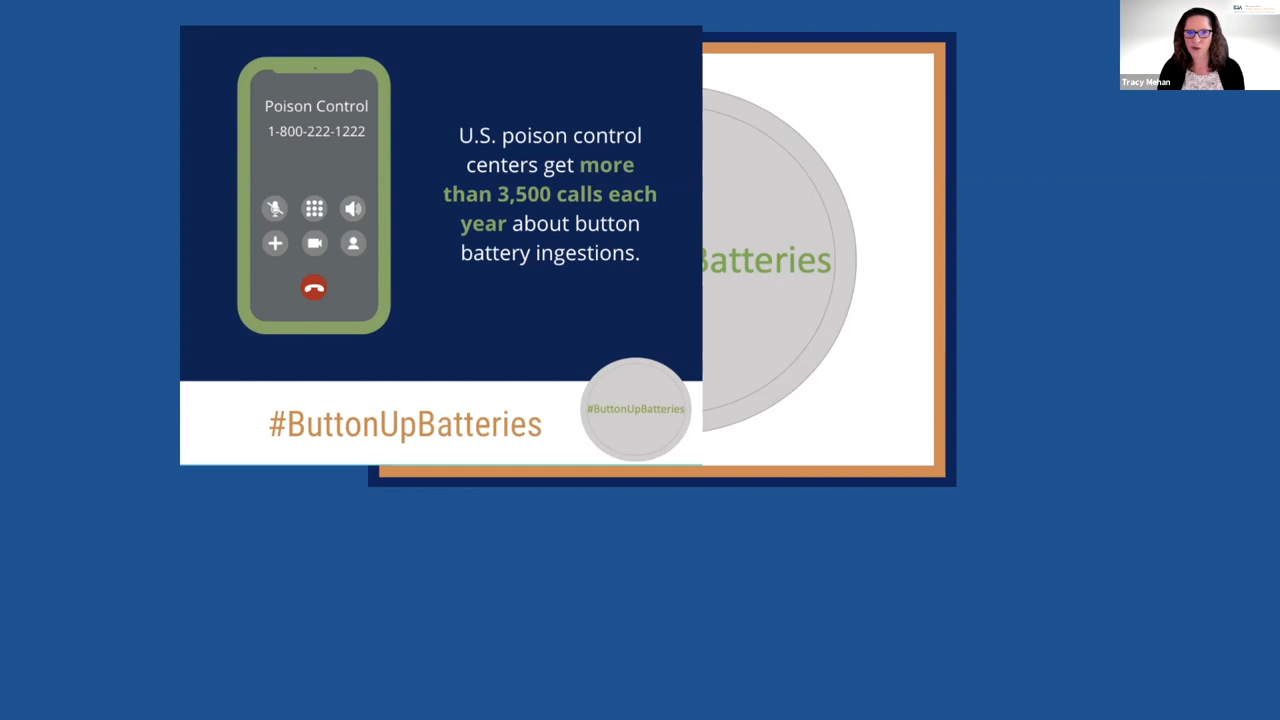 Poison Control
1-800-222-1222
U.S. poison control
centers get more
than 3,500 calls each
year about button
battery ingestions.
#ButtonUpBatteries
#ButtonUpBatteries
Batteries
Tracy Mehan